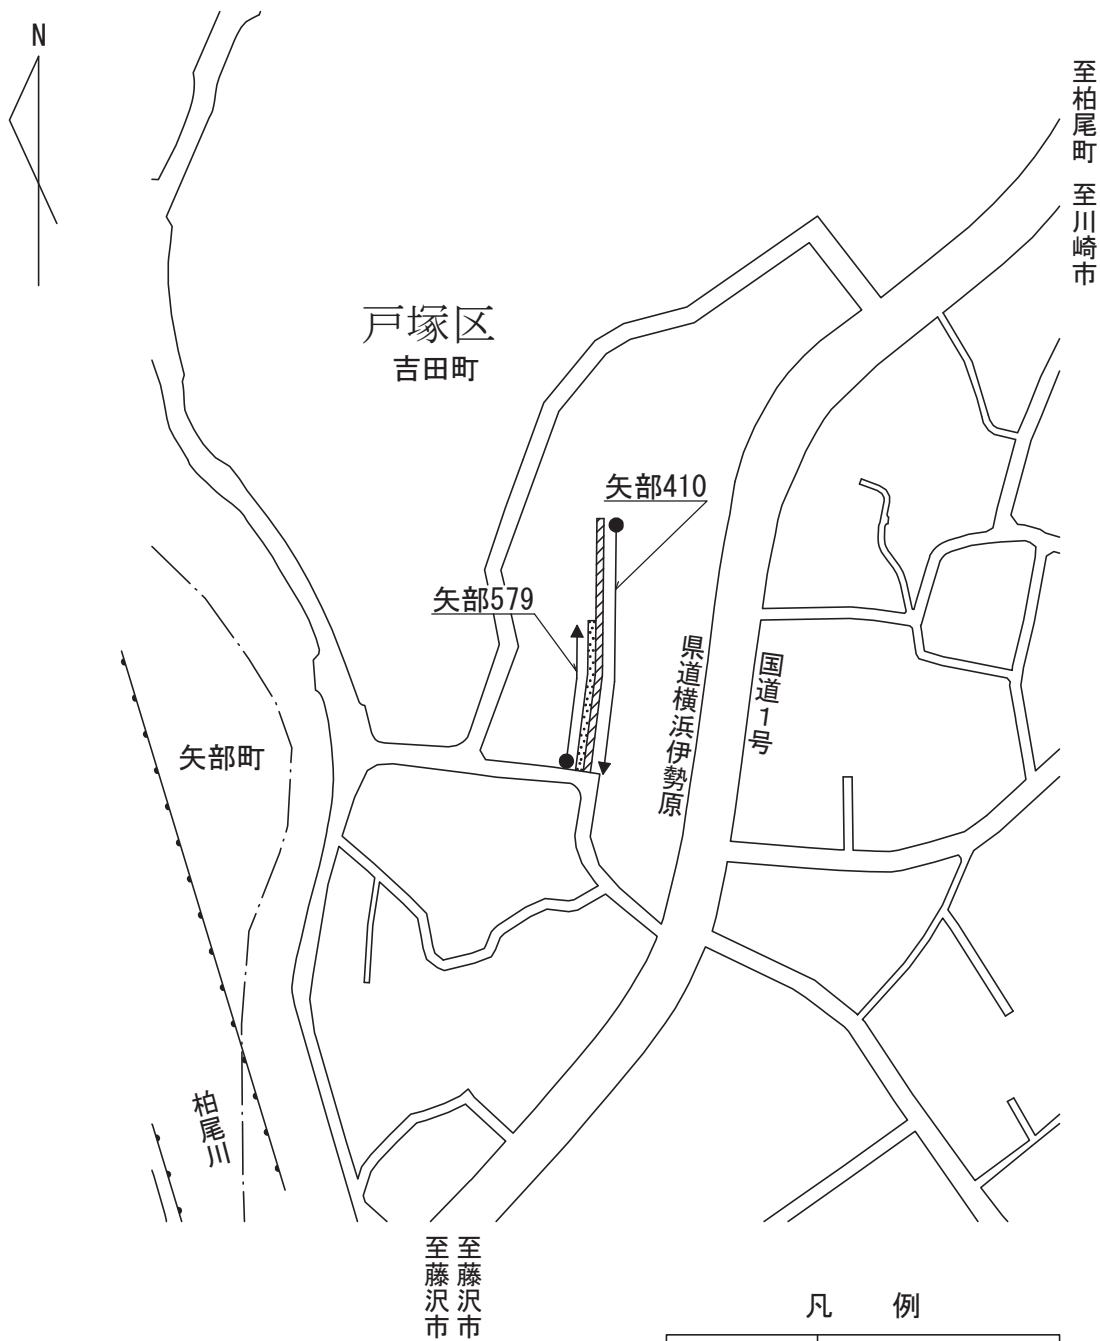 N
至柏尾町
至川崎市
戸塚区
吉田町
矢部410
矢部579
県道横浜伊勢原
国道1号
矢部町
柏尾川
至藤沢市
至藤沢市
凡 例